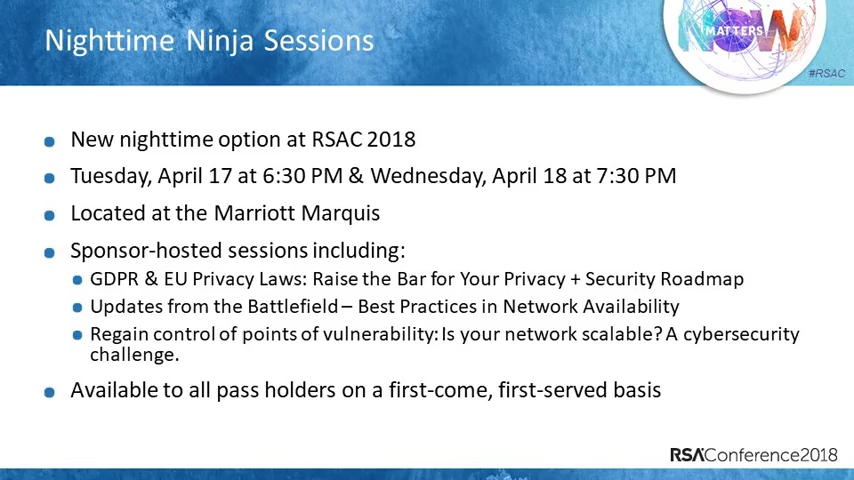 Nighttime Ninja Sessions
NOW
MATTERS
#RSAC
New nighttime option at RSAC 2018
Tuesday, April 17 at 6:30 PM & Wednesday, April 18 at 7:30 PM
Located at the Marriott Marquis
Sponsor-hosted sessions including:
GDPR & EU Privacy Laws: Raise the Bar for Your Privacy + Security Roadmap
Updates from the Battlefield – Best Practices in Network Availability
Regain control of points of vulnerability: Is your network scalable? A cybersecurity
challenge.
Available to all pass holders on a first-come, first-served basis
RSAConference2018